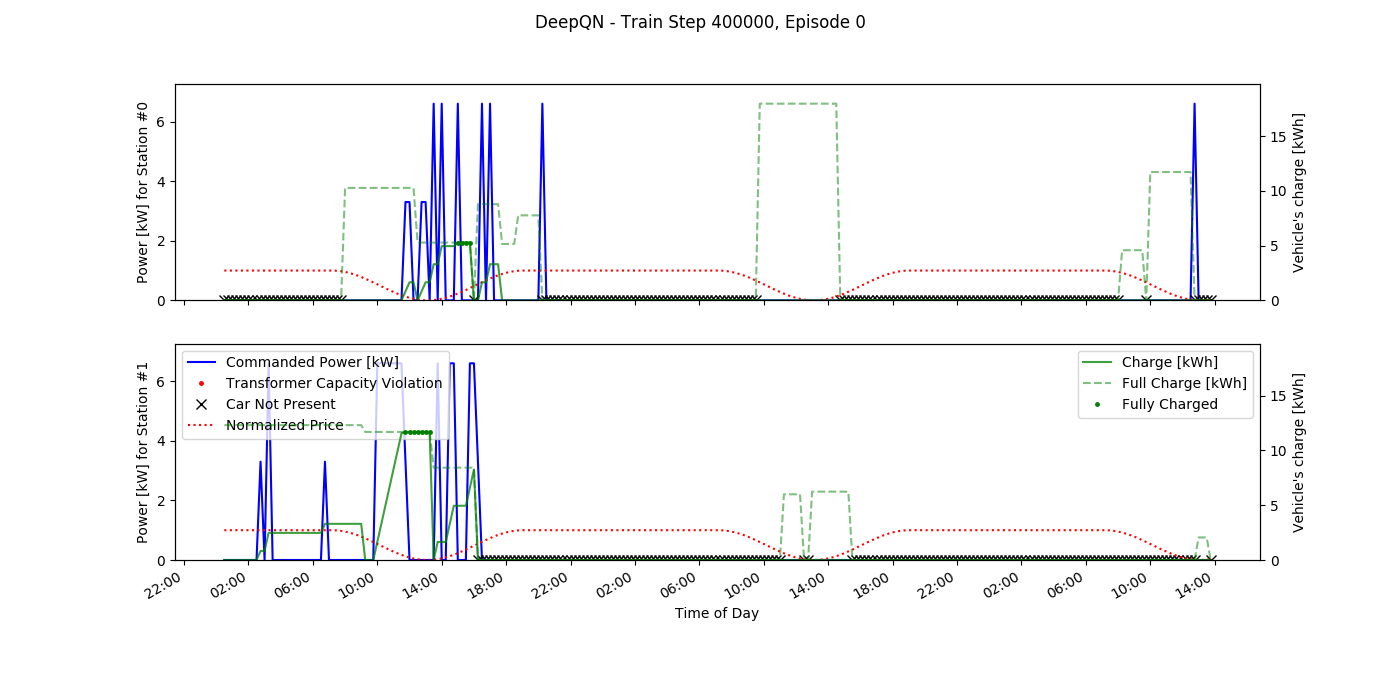 DeepQN - Train Step 400000, Episode 0
Power [kW] for Station #0
6
4
2
0
15
10
5
0
Vehicle's charge [kWh]
Power [kW] for Station #1
6
4
2
0
Commanded Power [kW]
Transformer Capacity Violation
Car Not Present
Normalized Price
Charge [kWh]
Full Charge [kWh]
Fully Charged
15
10
5
0
Vehicle's charge [kWh]
22:00 02:00 06:00 10:00 14:00 18:00 22:00 02:00 06:00 10:00 14:00 18:00 22:00 02:00 06:00 10:00 14:00
Time of Day